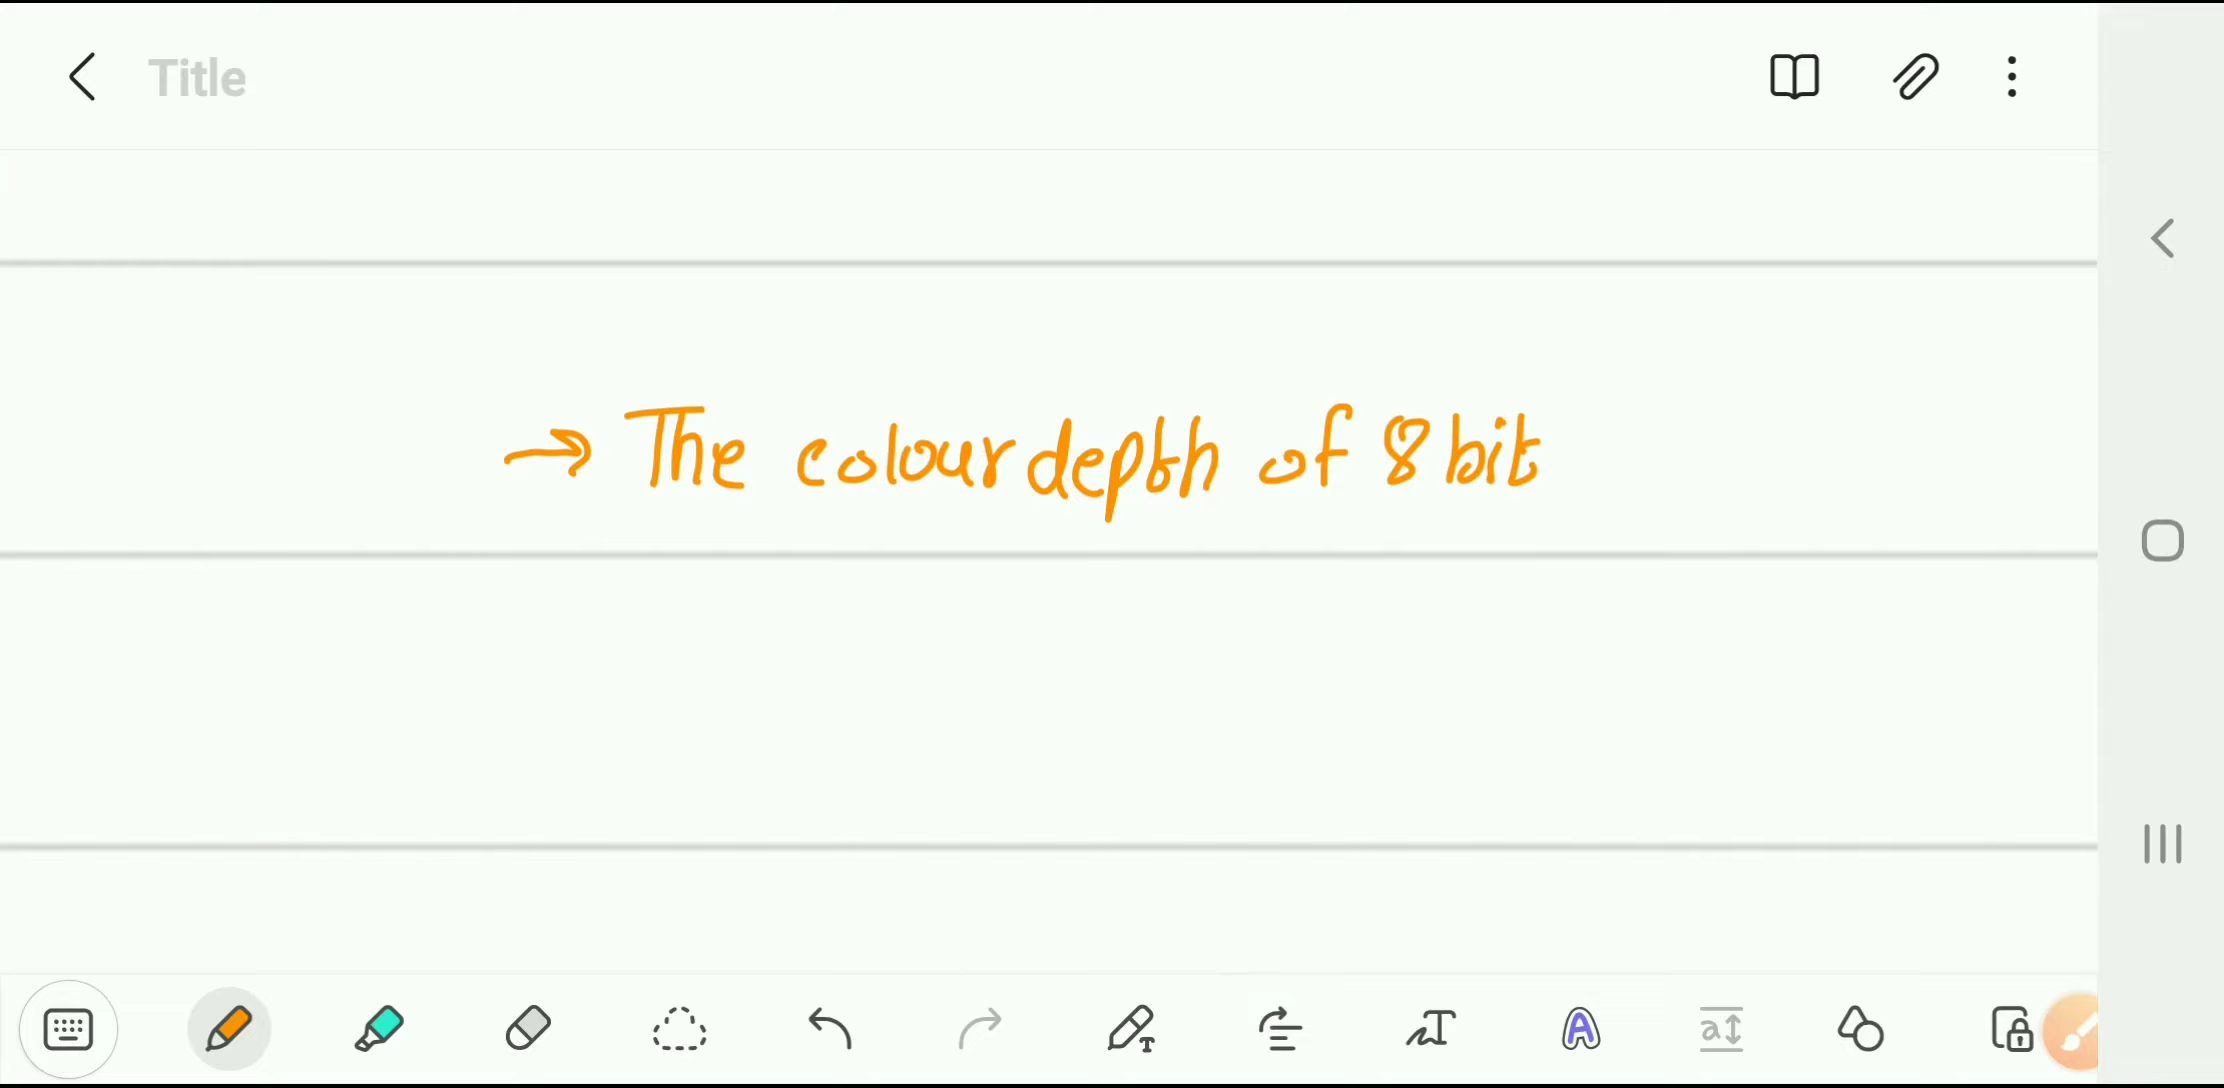 Title
→ The colour depth of 8 bit